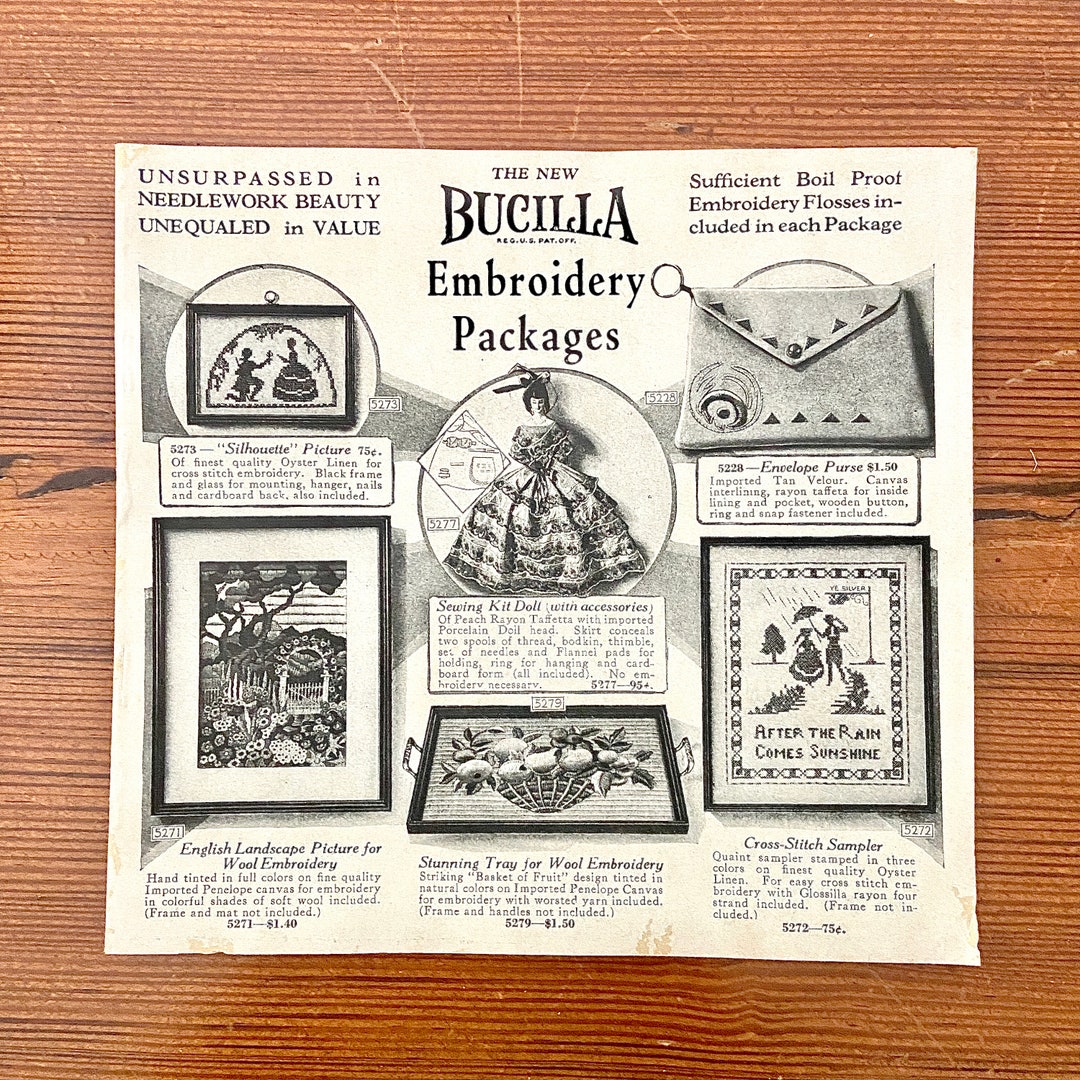 UNSURPASSED in
NEEDLEWORK BEAUTY
UNEQUALED in VALUE
THE NEW
BUCILLA
REG. U.S. PAT. OFF.
Embroidery
Packages
Sufficient Boil Proof
Embroidery Flosses in-
cluded in each Package
5273
5273—"Silhouette" Picture 75¢.
Of finest quality Oyster Linen for
cross stitch embroidery. Black frame
and glass for mounting, hanger, nails
and cardboard back, also included.
5277
Sewing Kit Doll (with accessories)
Of Peach Rayon Taffetta with imported
Porcelain Doll head. Skirt conceals
two spools of thread, bodkin, thimble,
set of needles and Flannel pads for
holding, ring for hanging and card-
board form (all included). No em-
broidery necessary. 5277—95¢.
5228
5228—Envelope Purse $1.50
Imported Tan Velour. Canvas
interlining, rayon taffeta for inside
lining and pocket, wooden button,
ring and snap fastener included.
5271
English Landscape Picture for
Wool Embroidery
Hand tinted in full colors on fine quality
Imported Penelope canvas for embroidery
in colorful shades of soft wool included.
(Frame and mat not included.)
5271—$1.40
5279
Stunning Tray for Wool Embroidery
Striking "Basket of Fruit" design tinted in
natural colors on Imported Penelope Canvas
for embroidery with worsted yarn included.
(Frame and handles not included.)
5279—$1.50
YE SILVER
AFTER THE RAIN
COMES SUNSHINE
5272
Cross-Stitch Sampler
Quaint sampler stamped in three
colors on finest quality Oyster
Linen. For easy cross stitch em-
broidery with Glossilla rayon four
strand included. (Frame not in-
cluded.)
5272—75¢.